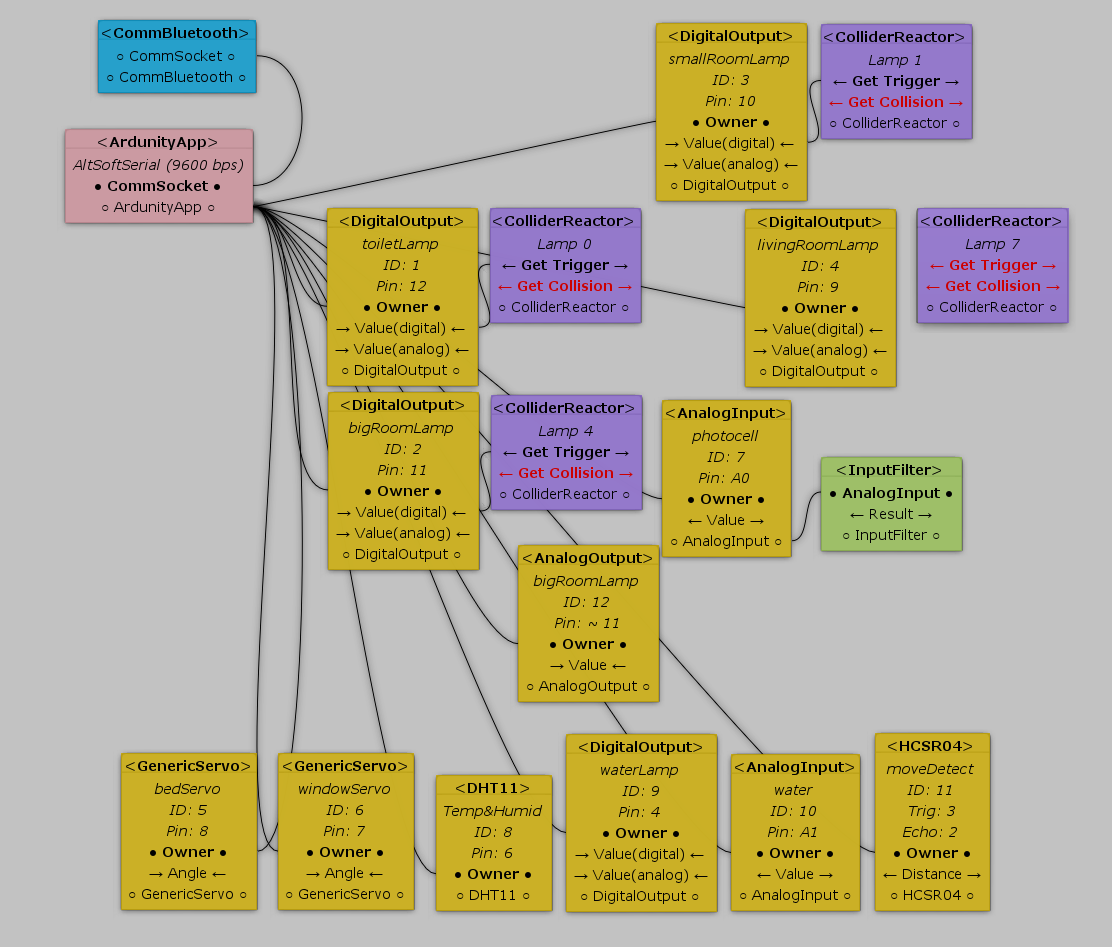 <CommBluetooth>
○ CommSocket ○
○ CommBluetooth ○
<ArdunityApp>
AltSoftSerial (9600 bps)
● CommSocket ●
○ ArdunityApp ○
<DigitalOutput>
smallRoomLamp
ID: 3
Pin: 10
● Owner ●
→ Value(digital) ←
→ Value(analog) ←
○ DigitalOutput ○
<ColliderReactor>
Lamp 1
← Get Trigger →
← Get Collision →
○ ColliderReactor ○
<DigitalOutput>
toiletLamp
ID: 1
Pin: 12
● Owner ●
→ Value(digital) ←
→ Value(analog) ←
○ DigitalOutput ○
<ColliderReactor>
Lamp 0
← Get Trigger →
← Get Collision →
○ ColliderReactor ○
<DigitalOutput>
livingRoomLamp
ID: 4
Pin: 9
● Owner ●
→ Value(digital) ←
→ Value(analog) ←
○ DigitalOutput ○
<ColliderReactor>
Lamp 7
← Get Trigger →
← Get Collision →
○ ColliderReactor ○
<DigitalOutput>
bigRoomLamp
ID: 2
Pin: 11
● Owner ●
→ Value(digital) ←
→ Value(analog) ←
○ DigitalOutput ○
<ColliderReactor>
Lamp 4
← Get Trigger →
← Get Collision →
○ ColliderReactor ○
<AnalogInput>
photocell
ID: 7
Pin: A0
● Owner ●
← Value →
○ AnalogInput ○
<InputFilter>
● AnalogInput ●
← Result →
○ InputFilter ○
<AnalogOutput>
bigRoomLamp
ID: 12
Pin: ~ 11
● Owner ●
→ Value ←
○ AnalogOutput ○
<GenericServo>
bedServo
ID: 5
Pin: 8
● Owner ●
→ Angle ←
○ GenericServo ○
<GenericServo>
windowServo
ID: 6
Pin: 7
● Owner ●
→ Angle ←
○ GenericServo ○
<DHT11>
Temp&Humid
ID: 8
Pin: 6
● Owner ●
○ DHT11 ○
<DigitalOutput>
waterLamp
ID: 9
Pin: 4
● Owner ●
→ Value(digital) ←
→ Value(analog) ←
○ DigitalOutput ○
<AnalogInput>
water
ID: 10
Pin: A1
● Owner ●
← Value →
○ AnalogInput ○
<HCSR04>
moveDetect
ID: 11
Trig: 3
Echo: 2
● Owner ●
← Distance →
○ HCSR04 ○